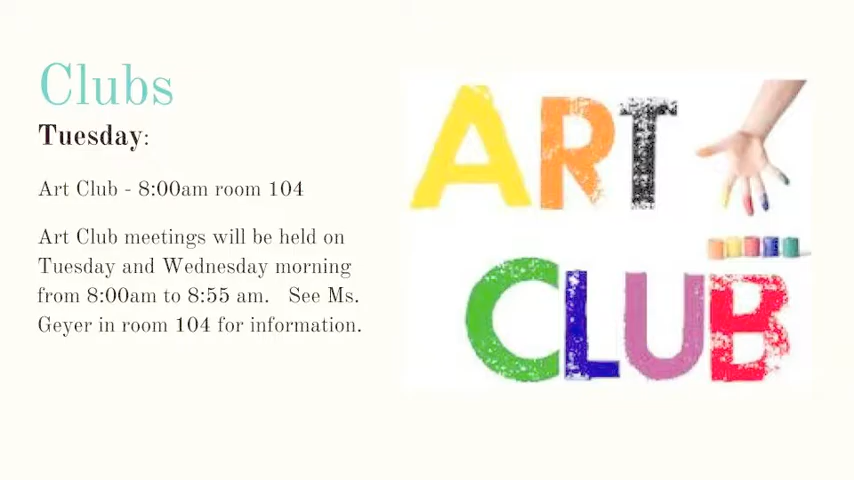 Clubs
Tuesday:
Art Club - 8:00am room 104
Art Club meetings will be held on
Tuesday and Wednesday morning
from 8:00am to 8:55 am. See Ms.
Geyer in room 104 for information.
ART
CLUB